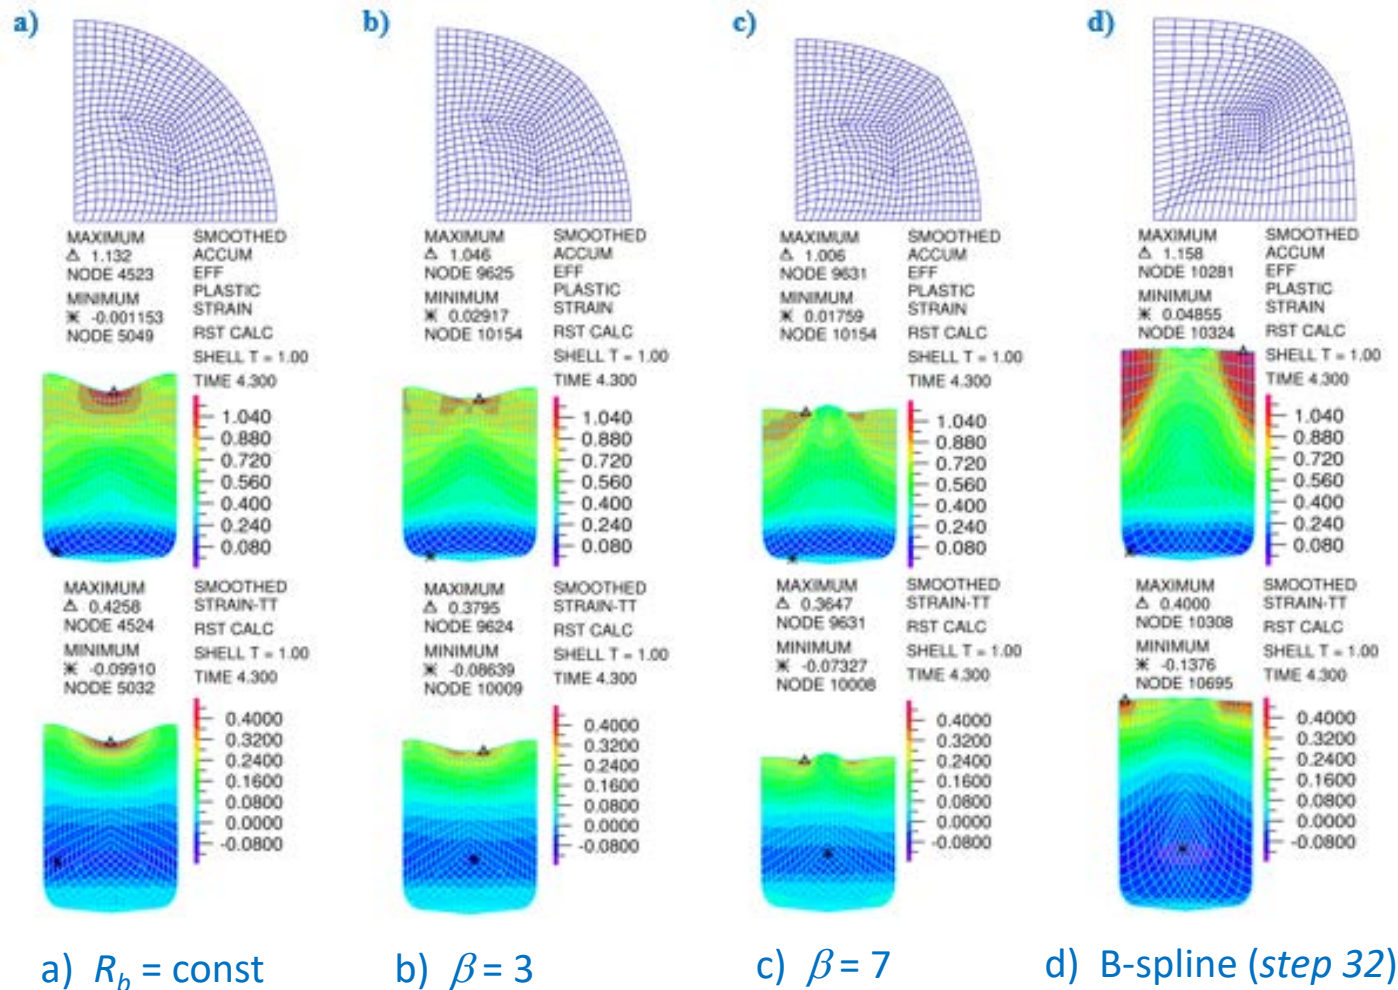 a)
b)
c)
d)
MAXIMUM
△ 1.132
NODE 4523
MINIMUM
✳ -0.001153
NODE 5049
SMOOTHED
ACCUM
EFF
PLASTIC
STRAIN
RST CALC
SHELL T = 1.00
TIME 4.300
1.040
0.880
0.720
0.560
0.400
0.240
0.080
MAXIMUM
△ 1.046
NODE 9625
MINIMUM
✳ 0.02917
NODE 10154
SMOOTHED
ACCUM
EFF
PLASTIC
STRAIN
RST CALC
SHELL T = 1.00
TIME 4.300
1.040
0.880
0.720
0.560
0.400
0.240
0.080
MAXIMUM
△ 1.006
NODE 9631
MINIMUM
✳ 0.01759
NODE 10154
SMOOTHED
ACCUM
EFF
PLASTIC
STRAIN
RST CALC
SHELL T = 1.00
TIME 4.300
1.040
0.880
0.720
0.560
0.400
0.240
0.080
MAXIMUM
△ 1.158
NODE 10281
MINIMUM
✳ 0.04855
NODE 10324
SMOOTHED
ACCUM
EFF
PLASTIC
STRAIN
RST CALC
SHELL T = 1.00
TIME 4.300
1.040
0.880
0.720
0.560
0.400
0.240
0.080
MAXIMUM
△ 0.4258
NODE 4524
MINIMUM
✳ -0.09910
NODE 5032
SMOOTHED
STRAIN-TT
RST CALC
SHELL T = 1.00
TIME 4.300
0.4000
0.3200
0.2400
0.1600
0.0800
0.0000
-0.0800
MAXIMUM
△ 0.3795
NODE 9624
MINIMUM
✳ -0.08639
NODE 10009
SMOOTHED
STRAIN-TT
RST CALC
SHELL T = 1.00
TIME 4.300
0.4000
0.3200
0.2400
0.1600
0.0800
0.0000
-0.0800
MAXIMUM
△ 0.3647
NODE 9631
MINIMUM
✳ -0.07327
NODE 10008
SMOOTHED
STRAIN-TT
RST CALC
SHELL T = 1.00
TIME 4.300
0.4000
0.3200
0.2400
0.1600
0.0800
0.0000
-0.0800
MAXIMUM
△ 0.4000
NODE 10308
MINIMUM
✳ -0.1376
NODE 10695
SMOOTHED
STRAIN-TT
RST CALC
SHELL T = 1.00
TIME 4.300
0.4000
0.3200
0.2400
0.1600
0.0800
0.0000
-0.0800
a) R_b = const
b) β = 3
c) β = 7
d) B-spline (step 32)